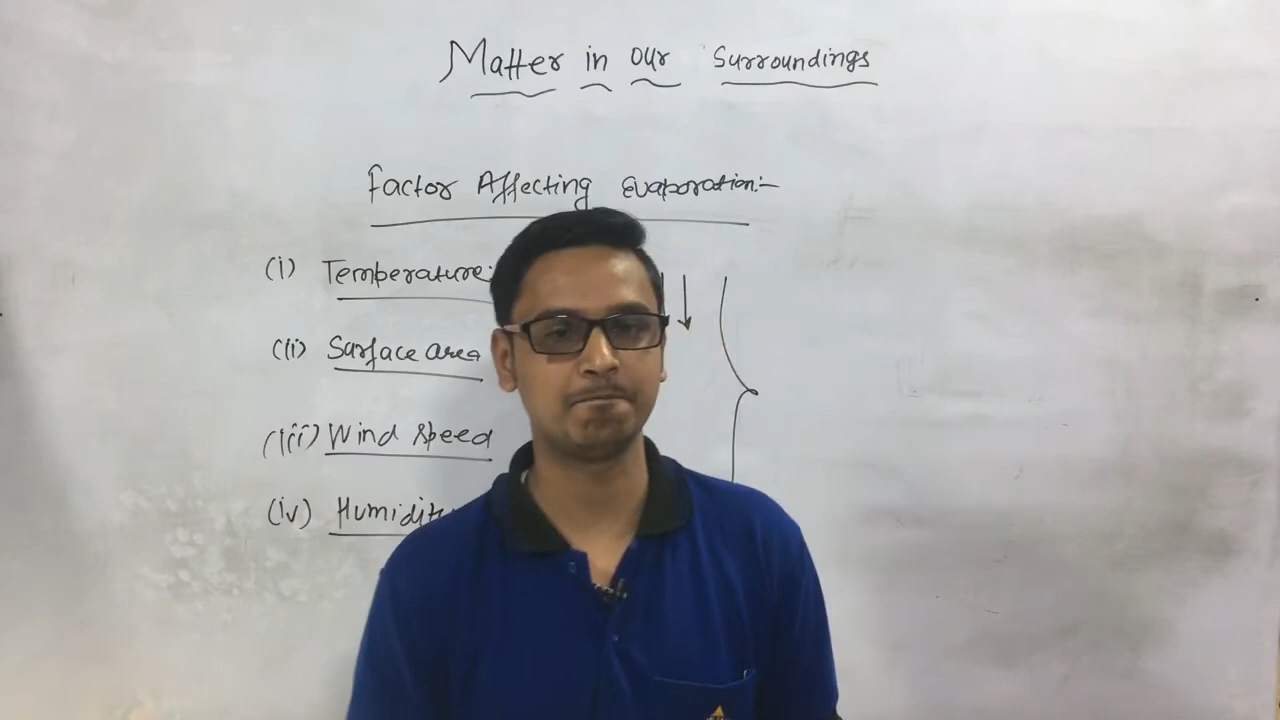 Matter in our Surroundings
Factor Affecting Evaporation:-
(i) Temperature:
(ii) Surface area
(iii) Wind Speed
(iv) Humidity